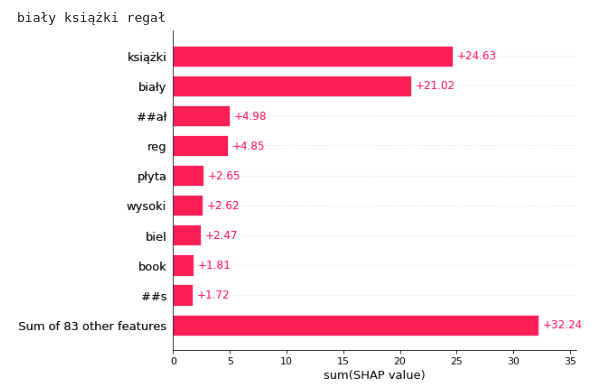 biały książki regał
książki +24.63
biały +21.02
##ał +4.98
reg +4.85
płyta +2.65
wysoki +2.62
biel +2.47
book +1.81
##s +1.72
Sum of 83 other features +32.24
0 5 10 15 20 25 30 35
sum(SHAP value)